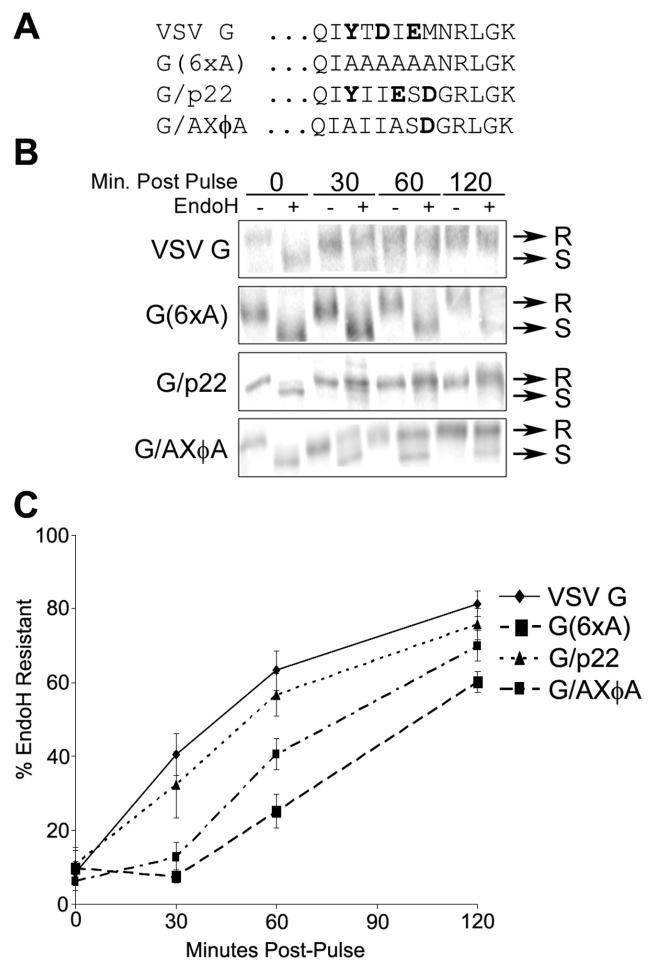 A
VSV G ...QIYTDIEMNRLGK
G(6xA) ...QIAAAAAANRLGK
G/p22 ...QIYIIESDGRLGK
G/AXϕA ...QIAIIASDGRLGK
B
Min. Post Pulse 0 30 60 120
EndoH - + - + - + - +
VSV G R
S
G(6xA) R
S
G/p22 R
S
G/AXϕA R
S
C
100
80
60
40
20
0
% EndoH Resistant
0 30 60 90 120
Minutes Post-Pulse
VSV G
G(6xA)
G/p22
G/AXϕA